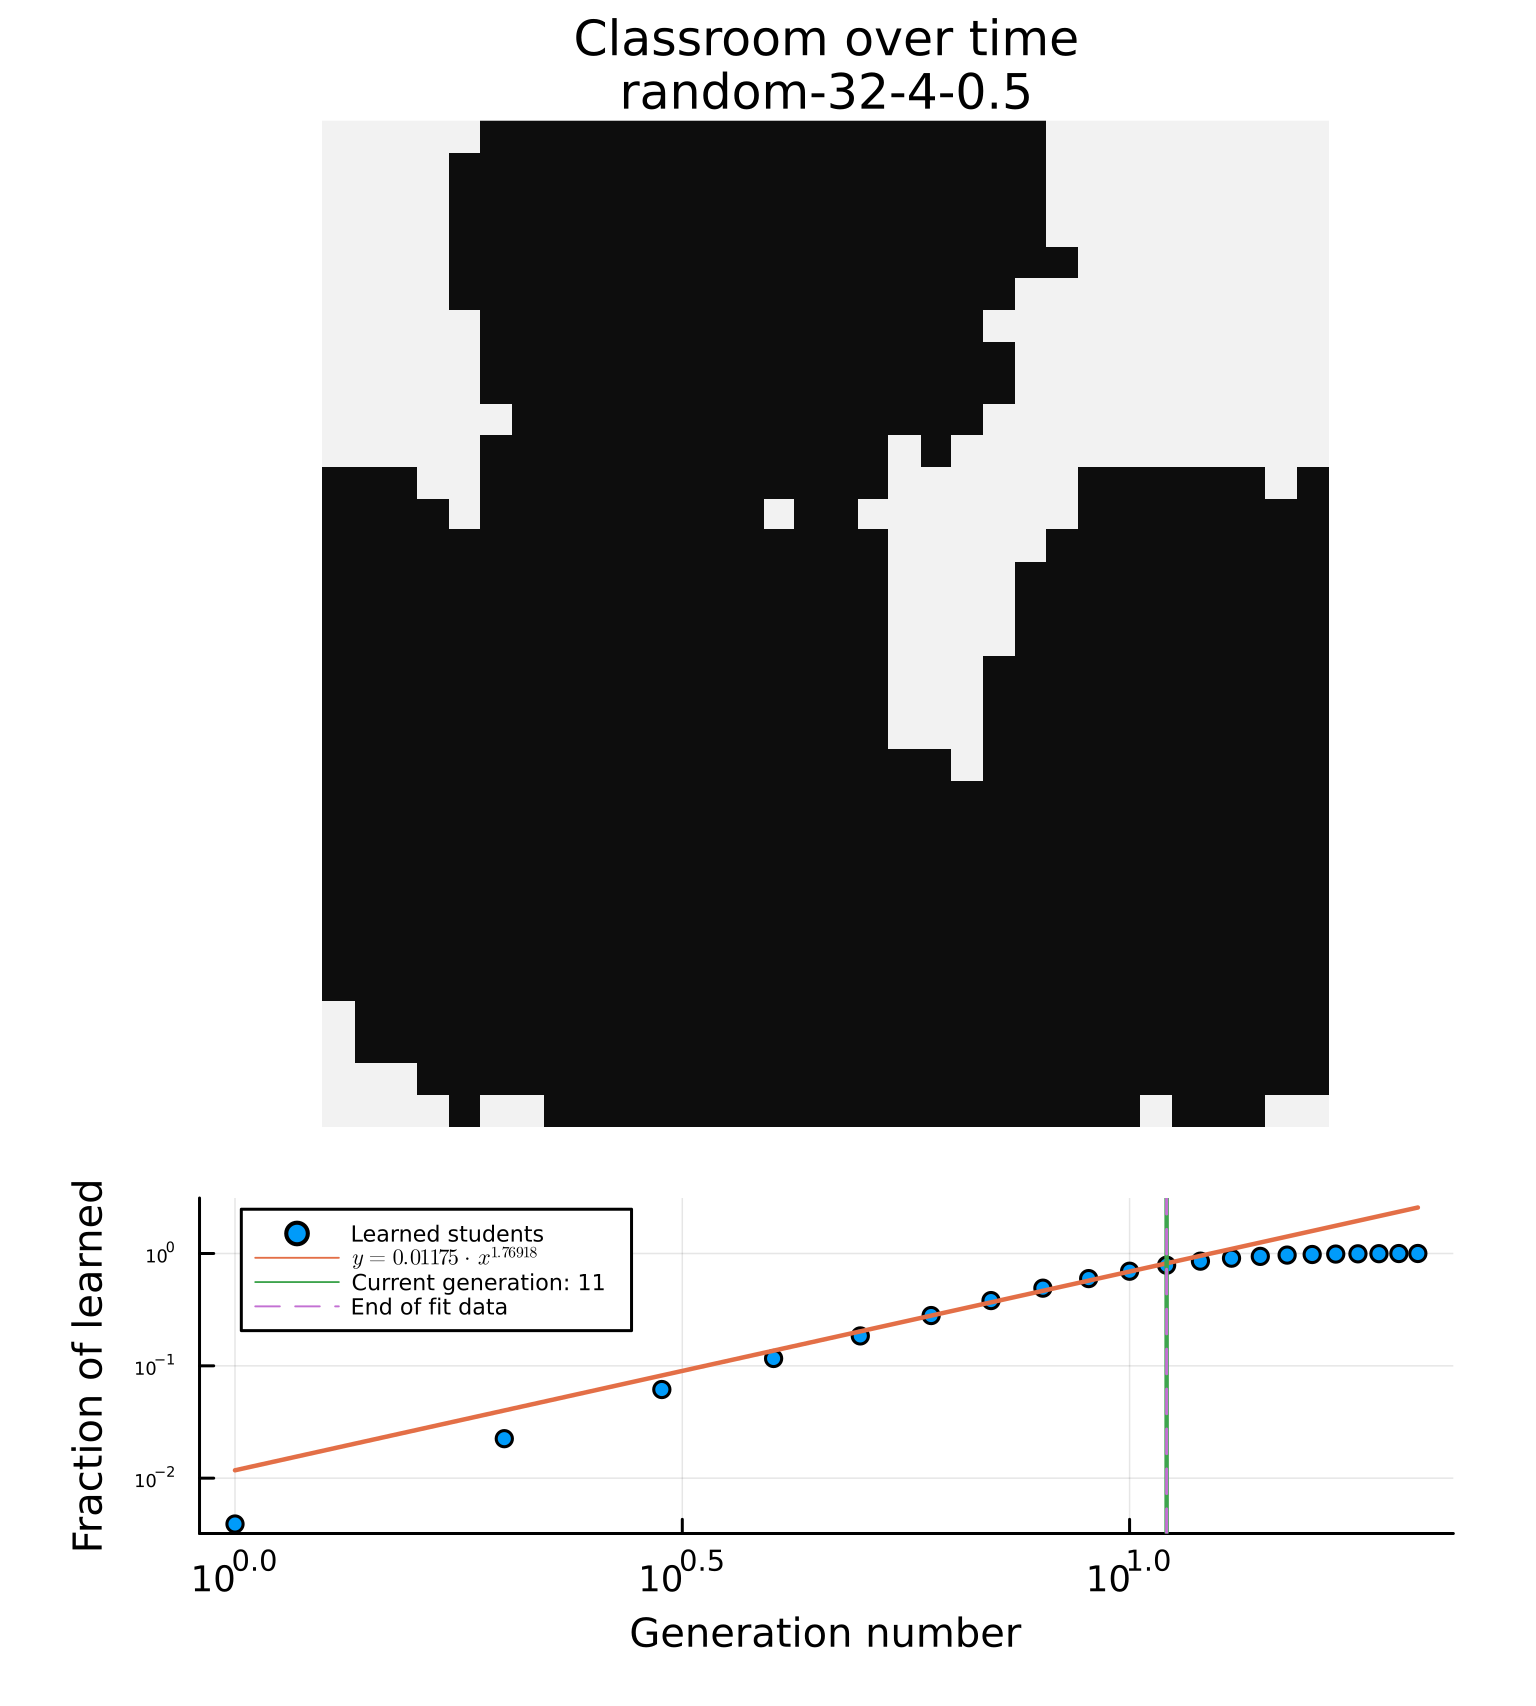 Classroom over time
random-32-4-0.5
Fraction of learned
10^0
10^−1
10^−2
Learned students
y = 0.01175 · x^1.76918
Current generation: 11
End of fit data
10^0.0
10^0.5
10^1.0
Generation number